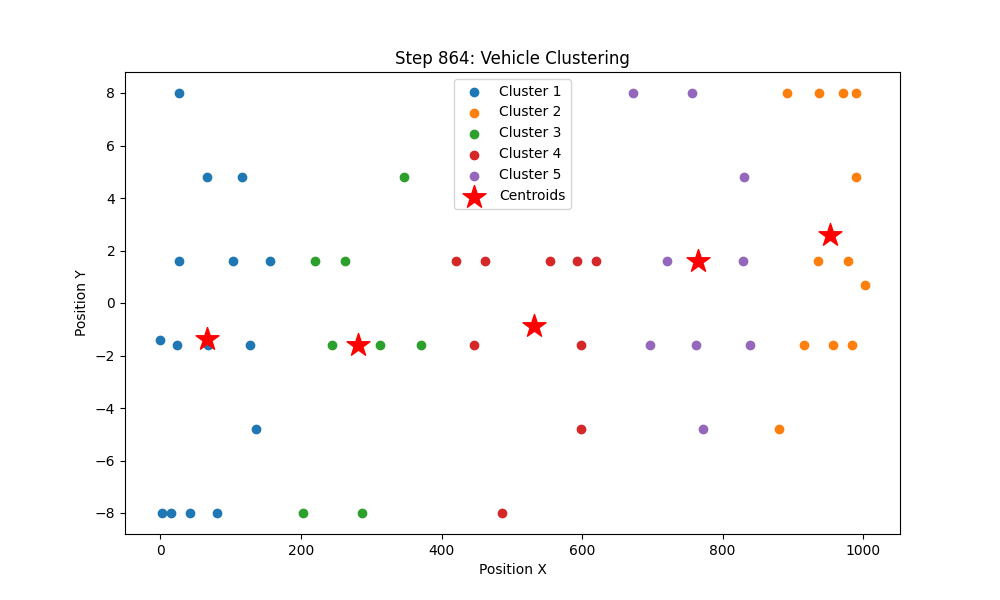 Step 864: Vehicle Clustering
Cluster 1
Cluster 2
Cluster 3
Cluster 4
Cluster 5
Centroids
8
6
4
2
0
−2
−4
−6
−8
Position Y
0
200
400
600
800
1000
Position X